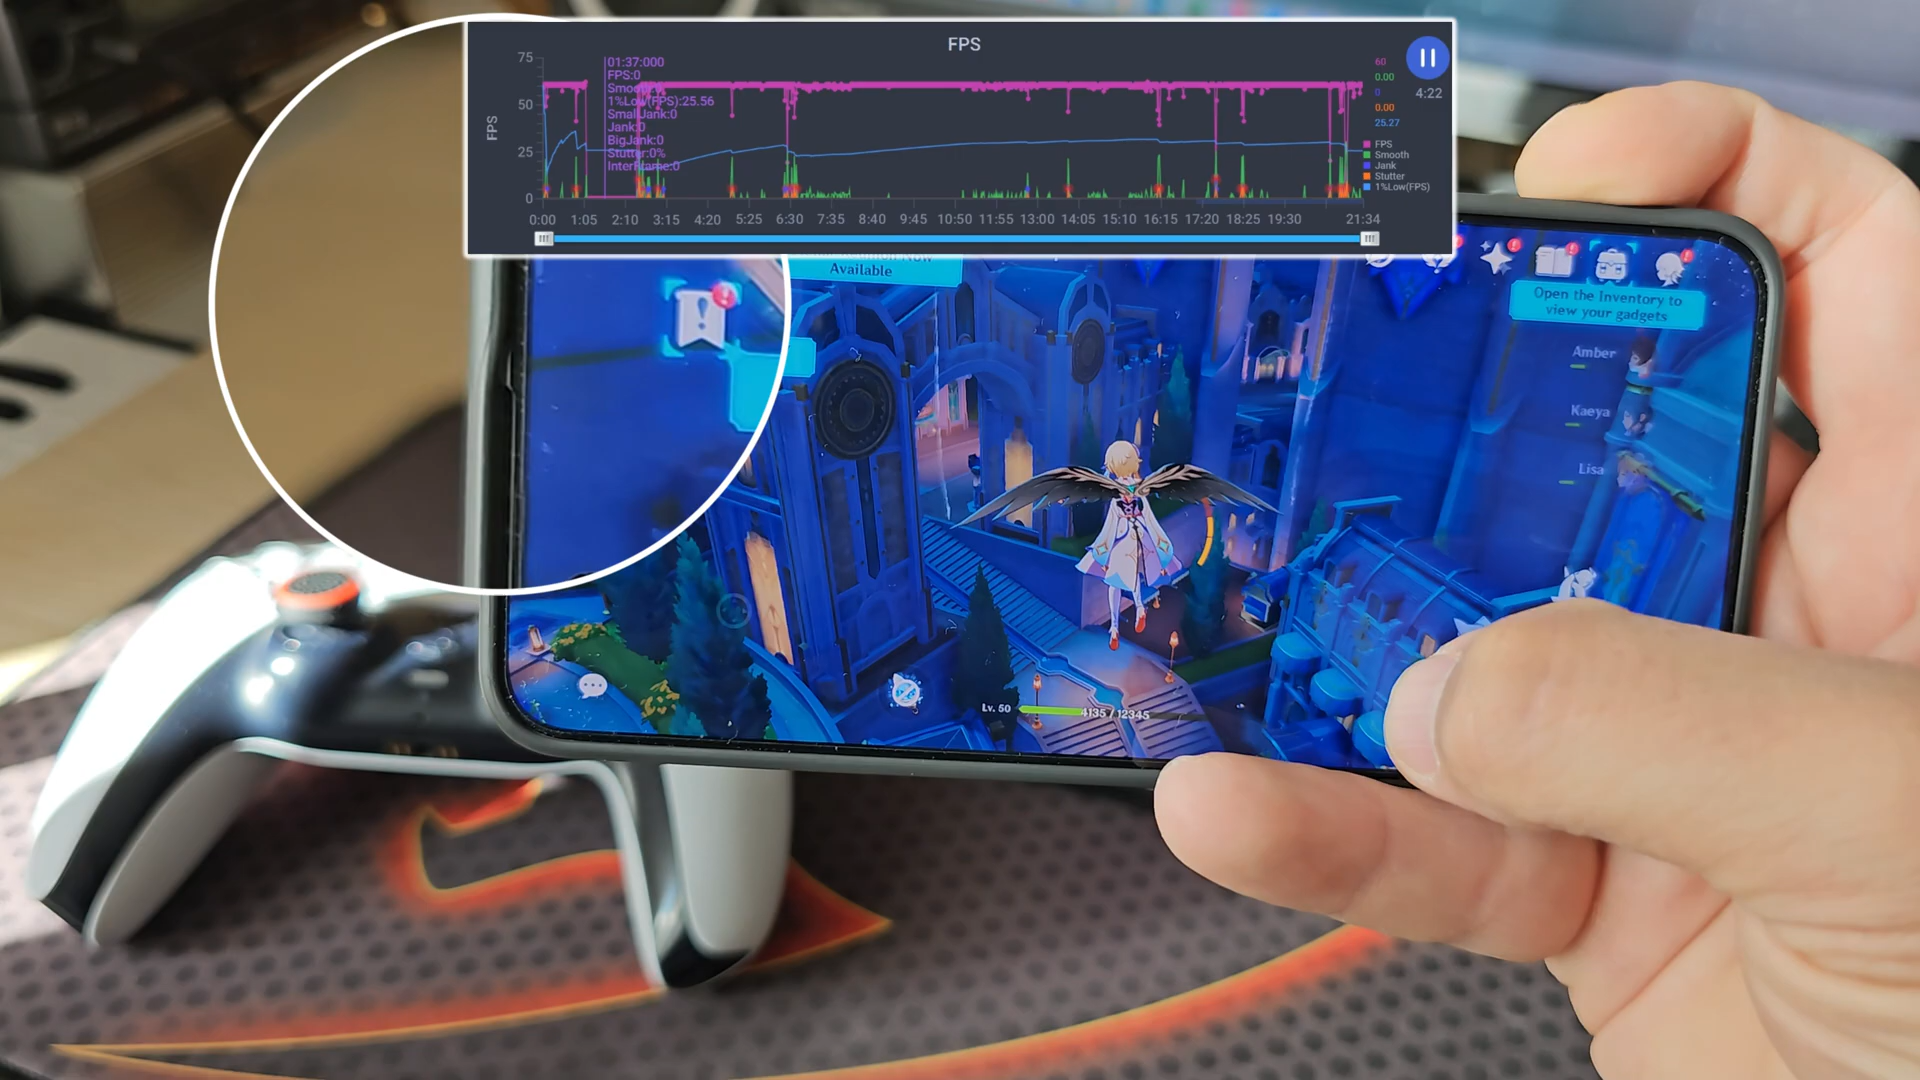 FPS
75
50
25
0
FPS
01:37:000
FPS:0
Smooth:0
1%Low(FPS):25.56
SmallJank:0
Jank:0
BigJank:0
Stutter:0%
InterFrame:0
60
0.00
0
0.00
25.27
4:22
FPS
Smooth
Jank
Stutter
1%Low(FPS)
0:00 1:05 2:10 3:15 4:20 5:25 6:30 7:35 8:40 9:45 10:50 11:55 13:00 14:05 15:10 16:15 17:20 18:25 19:30 21:34
Now
Available
Open the Inventory to
view your gadgets
Amber
Kaeya
Lisa
Lv. 50
4135 / 12345